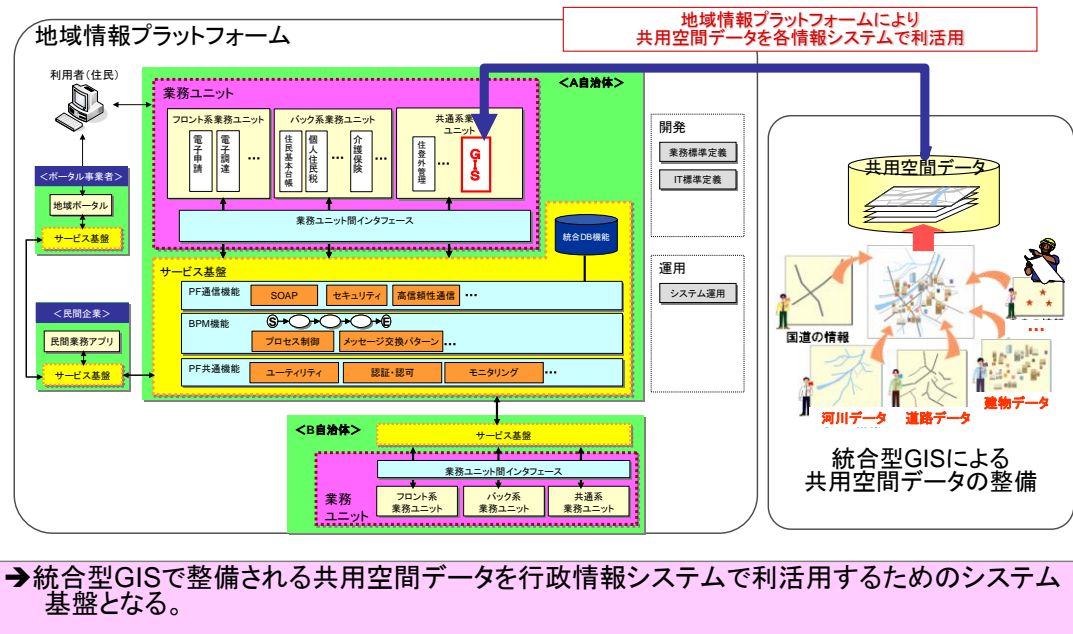 地域情報プラットフォーム
地域情報プラットフォームにより
共用空間データを各情報システムで利活用
利用者(住民)
<A自治体>
業務ユニット
フロント系業務ユニット
電子申請
電子調達
…
バック系業務ユニット
住民基本台帳
個人住民税
…
介護保険
…
共通系業
ユニット
住登外管理
…
GIS
業務ユニット間インタフェース
統合DB機能
<ポータル事業者>
地域ポータル
サービス基盤
<民間企業>
民間業務アプリ
サービス基盤
サービス基盤
PF通信機能
SOAP
セキュリティ
高信頼性通信
…
BPM機能
S
E
プロセス制御
メッセージ交換パターン
…
PF共通機能
ユーティリティ
認証・認可
モニタリング
…
開発
業務標準定義
IT標準定義
運用
システム運用
<B自治体>
サービス基盤
業務ユニット間インタフェース
業務
ユニット
フロント系
業務ユニット
バック系
業務ユニット
共通系
業務ユニット
共用空間データ
国道の情報
…
河川データ
道路データ
建物データ
統合型GISによる
共用空間データの整備
➔統合型GISで整備される共用空間データを行政情報システムで利活用するためのシステム
基盤となる。